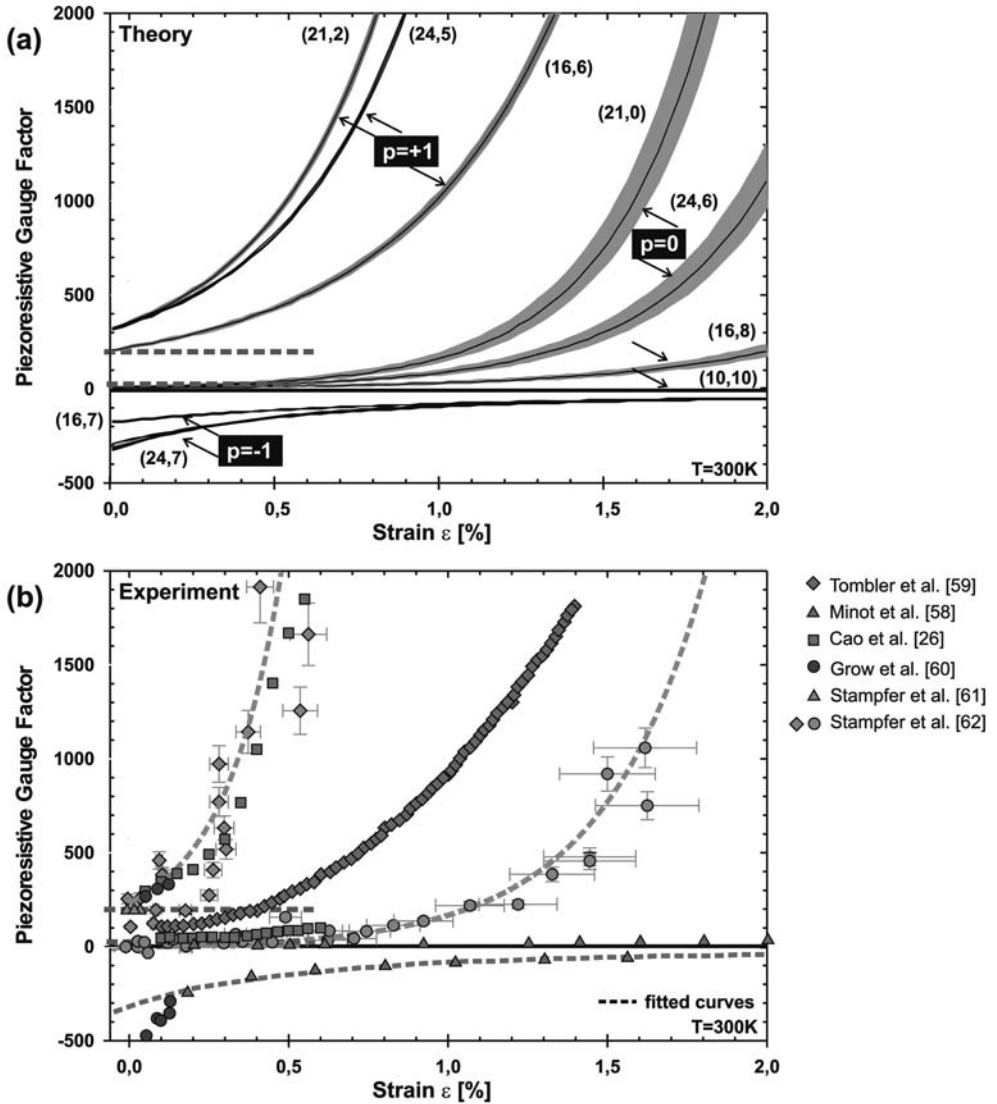 (a)
Theory
2000
1500
1000
500
0
-500
Piezoresistive Gauge Factor
(21,2)
(24,5)
(16,6)
(21,0)
p=+1
(24,6)
p=0
(16,8)
(10,10)
(16,7)
p=-1
(24,7)
T=300K
0,0 0,5 1,0 1,5 2,0
Strain ε [%]
(b)
Experiment
2000
1500
1000
500
0
-500
Piezoresistive Gauge Factor
fitted curves
T=300K
0,0 0,5 1,0 1,5 2,0
Strain ε [%]
Tombler et al. [59]
Minot et al. [58]
Cao et al. [26]
Grow et al. [60]
Stampfer et al. [61]
Stampfer et al. [62]